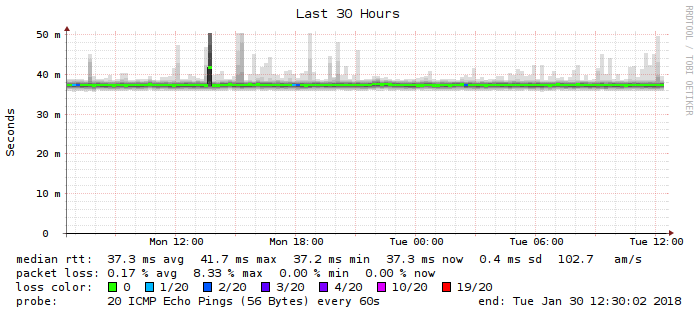 Last 30 Hours
RRDTOOL / TOBI OETIKER
Seconds
50 m
40 m
30 m
20 m
10 m
0
Mon 12:00 Mon 18:00 Tue 00:00 Tue 06:00 Tue 12:00
median rtt: 37.3 ms avg 41.7 ms max 37.2 ms min 37.3 ms now 0.4 ms sd 102.7 am/s
packet loss: 0.17 % avg 8.33 % max 0.00 % min 0.00 % now
loss color: 0 1/20 2/20 3/20 4/20 10/20 19/20
probe: 20 ICMP Echo Pings (56 Bytes) every 60s end: Tue Jan 30 12:30:02 2018